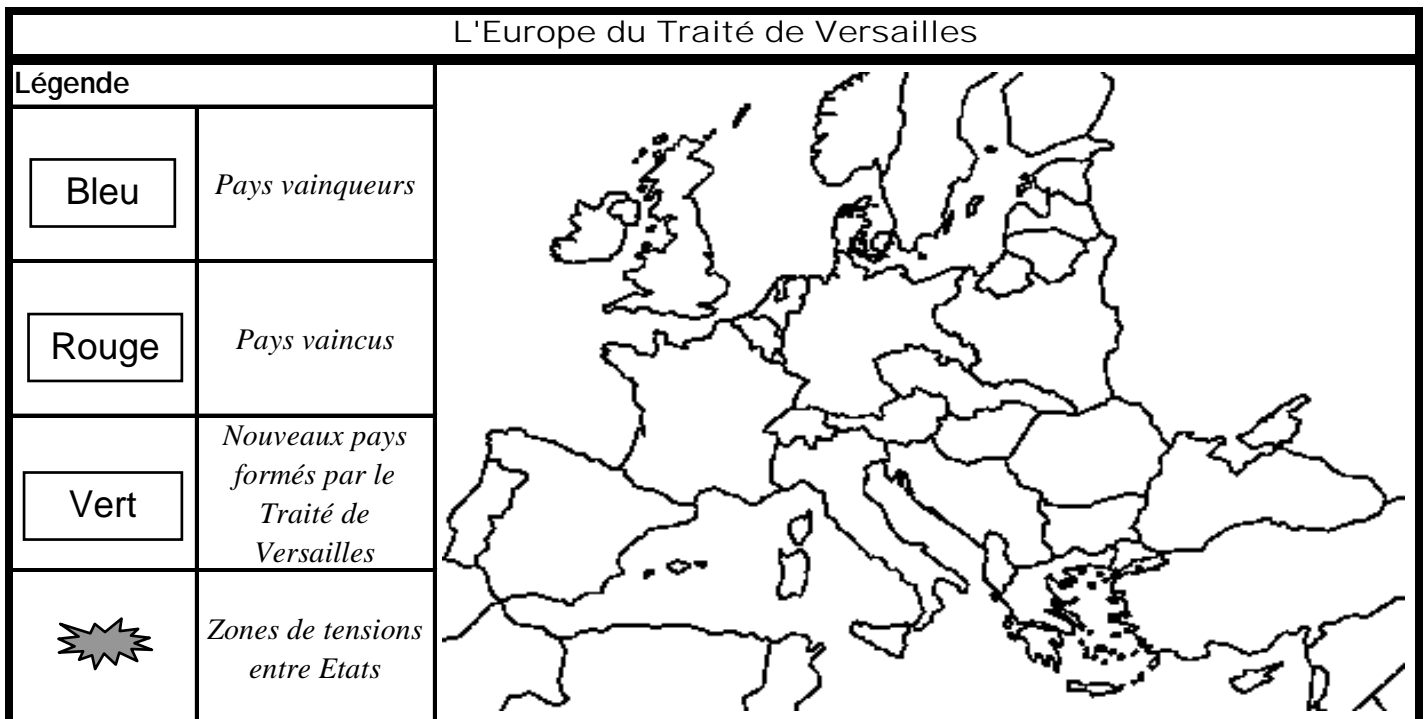 L'Europe du Traité de Versailles
Légende
Bleu
Pays vainqueurs
Rouge
Pays vaincus
Vert
Nouveaux pays
formés par le
Traité de
Versailles
Zones de tensions
entre Etats